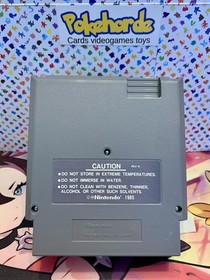 Pokehorde
Cards videogames toys
CAUTION
REV-A
●DO NOT STORE IN EXTREME TEMPERATURES.
●DO NOT IMMERSE IN WATER.
●DO NOT CLEAN WITH BENZENE, THINNER,
ALCOHOL OR OTHER SUCH SOLVENTS.
©Nintendo 1985